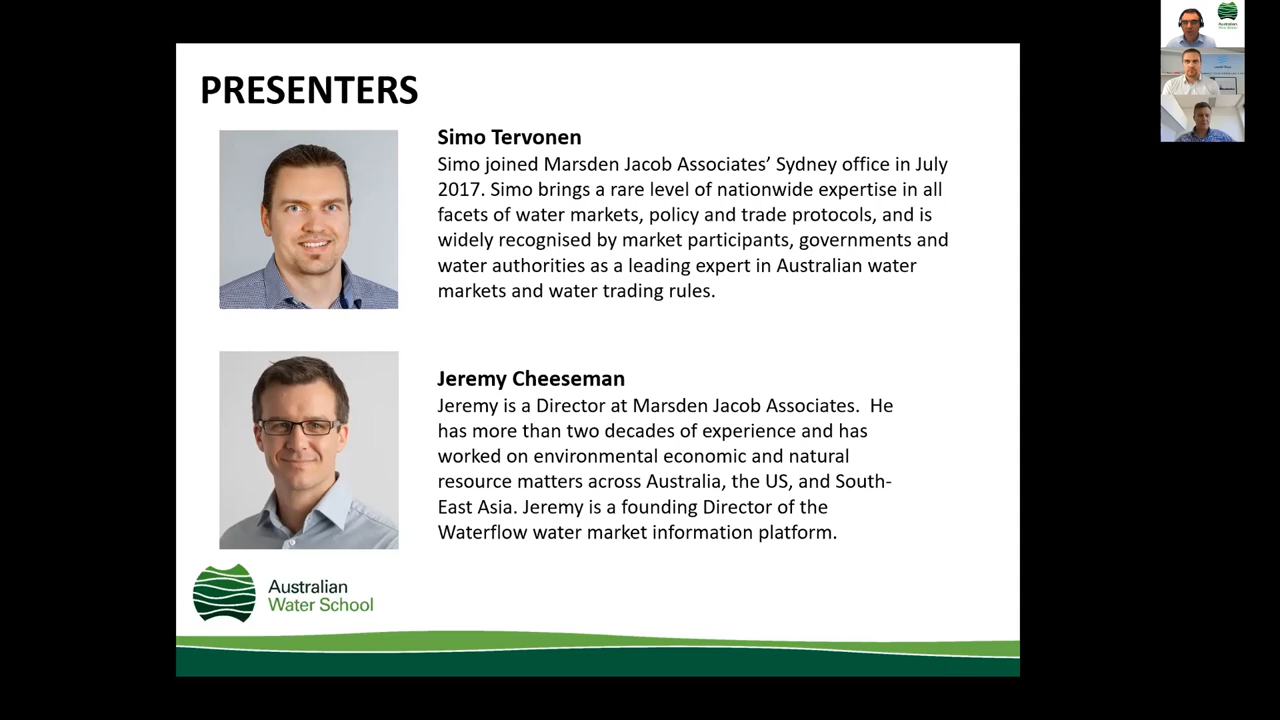 PRESENTERS
Simo Tervonen
Simo joined Marsden Jacob Associates’ Sydney office in July
2017. Simo brings a rare level of nationwide expertise in all
facets of water markets, policy and trade protocols, and is
widely recognised by market participants, governments and
water authorities as a leading expert in Australian water
markets and water trading rules.
Jeremy Cheeseman
Jeremy is a Director at Marsden Jacob Associates.  He
has more than two decades of experience and has
worked on environmental economic and natural
resource matters across Australia, the US, and South-
East Asia. Jeremy is a founding Director of the
Waterflow water market information platform.
Australian
Water School
Australian